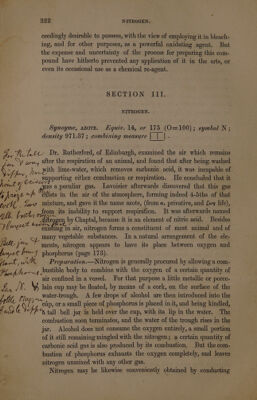 322 NITROGEN.
ceedingly desirable to possess, with the view of employing it in bleach-
ing, and for other purposes, as a powerful oxidating agent. But
the expense and uncertainty of the process for preparing this com-
pound have hitherto prevented any application of it in the arts, or
even its occasional use as a chemical re-agent.
SECTION III.
NITROGEN.
Synonyme, AZOTE. Equiv. 14, or 175 (O=100); symbol N;
density 971.37; combining measure
Dr. Rutherford, of Edinburgh, examined the air which remains
after the respiration of an animal, and found that after being washed
with lime-water, which removes carbonic acid, it was incapable of
supporting either combustion or respiration. He concluded that it
was a peculiar gas. Lavoisier afterwards discovered that this gas
exists in the air of the atmosphere, forming indeed 4-5ths of that
mixture, and gave it the name azote, (from α, privative, and ζωη life),
from its inability to support respiration. It was afterwards named
nitrogen by Chaptal, because it is an element of nitric acid. Besides
existing in air, nitrogen forms a constituent of most animal and of
many vegetable substances. In a natural arrangement of the ele-
ments, nitrogen appears to have its place between oxygen and
phosphorus (page 173).
Preparation.—Nitrogen is generally procured by allowing a com-
bustible body to combine with the oxygen of a certain quantity of
air confined in a vessel. For that purpose a little metallic or porce-
lain cup may be floated, by means of a cork, on the surface of the
water-trough. A few drops of alcohol are then introduced into the
cup, or a small piece of phosphorus is placed in it, and being kindled,
a tall bell jar is held over the cup, with its lip in the water. The
combustion soon terminates, and the water of the trough rises in the
jar. Alcohol does not consume the oxygen entirely, a small portion
of it still remaining mingled with the nitrogen; a certain quantity of
carbonic acid gas is also produced by its combustion. But the com-
bustion of phosphorus exhausts the oxygen completely, and leaves
nitrogen unmixed with any other gas.
Nitrogen may be likewise conveniently obtained by conducting